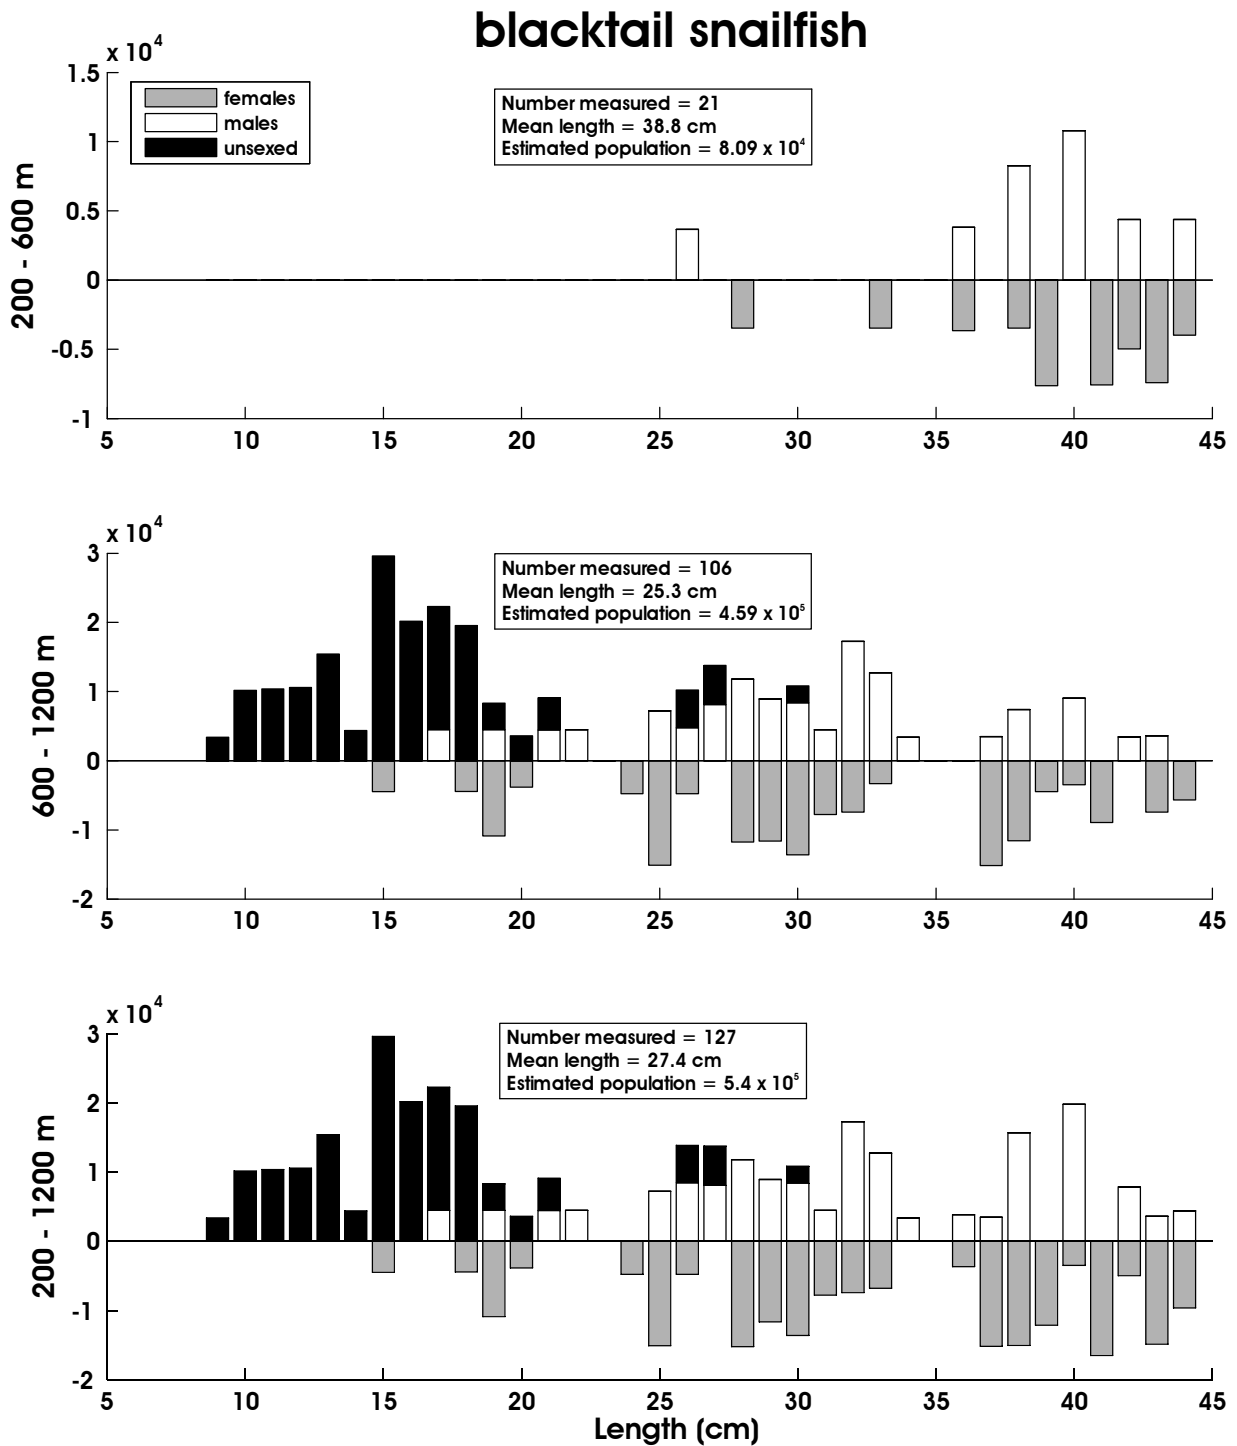 blacktail snailfish
x 10^4
1.5
1
0.5
0
-0.5
-1
200 - 600 m
females
males
unsexed
Number measured = 21
Mean length = 38.8 cm
Estimated population = 8.09 x 10^4
5 10 15 20 25 30 35 40 45
x 10^4
3
2
1
0
-1
-2
600 - 1200 m
Number measured = 106
Mean length = 25.3 cm
Estimated population = 4.59 x 10^5
5 10 15 20 25 30 35 40 45
x 10^4
3
2
1
0
-1
-2
200 - 1200 m
Number measured = 127
Mean length = 27.4 cm
Estimated population = 5.4 x 10^5
5 10 15 20 25 30 35 40 45
Length (cm)